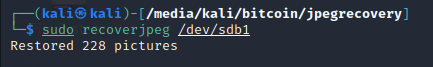 ┌──(kali㉿kali)-[/media/kali/bitcoin/jpegrecovery]
└─$ sudo recoverjpeg /dev/sdb1
Restored 228 pictures